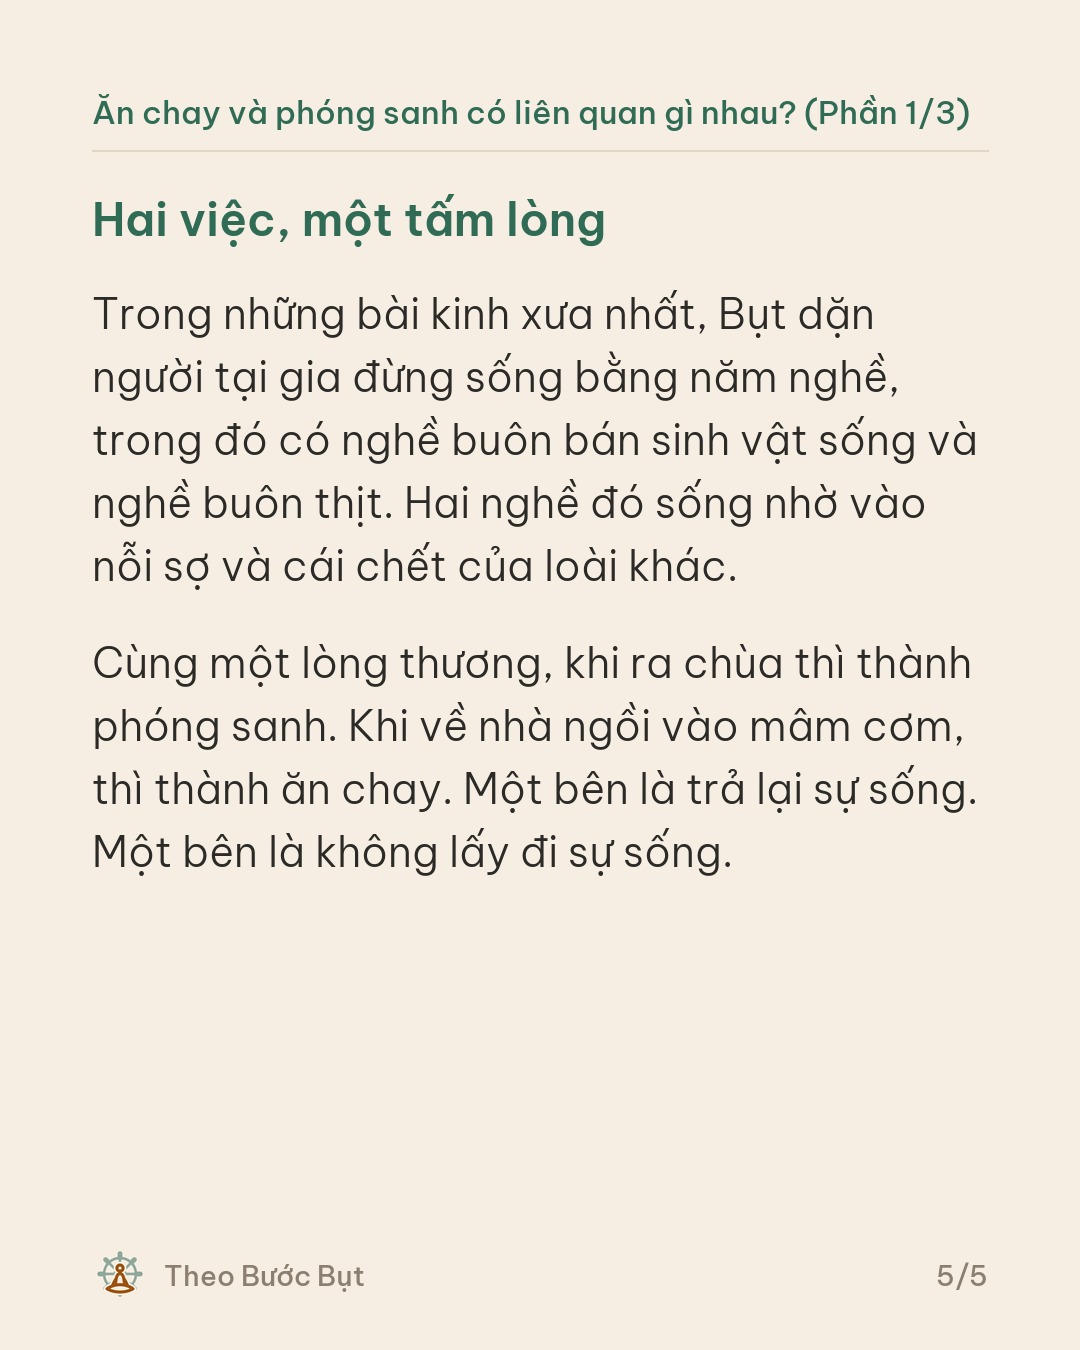 Ăn chay và phóng sanh có liên quan gì nhau? (Phần 1/3)
Hai việc, một tấm lòng
Trong những bài kinh xưa nhất, Bụt dặn
người tại gia đừng sống bằng năm nghề,
trong đó có nghề buôn bán sinh vật sống và
nghề buôn thịt. Hai nghề đó sống nhờ vào
nỗi sợ và cái chết của loài khác.
Cùng một lòng thương, khi ra chùa thì thành
phóng sanh. Khi về nhà ngồi vào mâm cơm,
thì thành ăn chay. Một bên là trả lại sự sống.
Một bên là không lấy đi sự sống.
Theo Bước Bụt
5/5